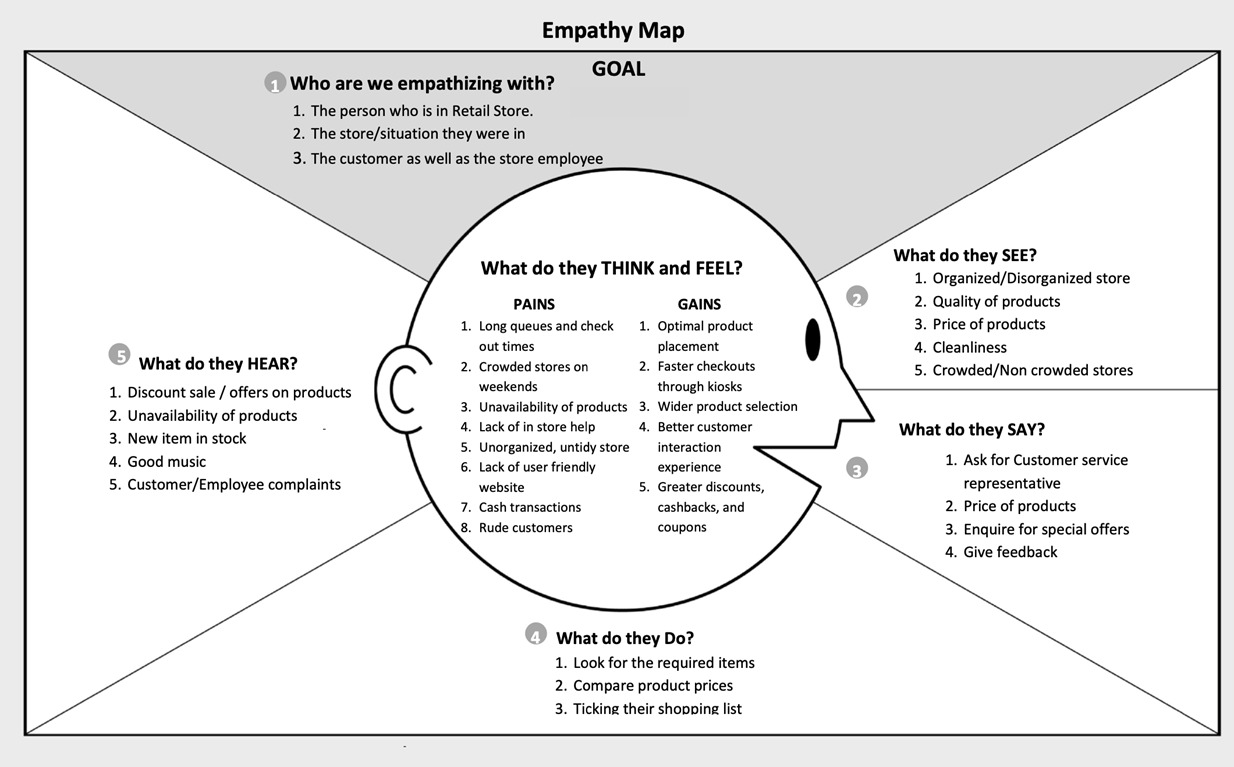 Empathy Map
GOAL
1 Who are we empathizing with?
1. The person who is in Retail Store.
2. The store/situation they were in
3. The customer as well as the store employee
What do they THINK and FEEL?
PAINS
1. Long queues and check
out times
2. Crowded stores on
weekends
3. Unavailability of products
4. Lack of in store help
5. Unorganized, untidy store
6. Lack of user friendly
website
7. Cash transactions
8. Rude customers
GAINS
1. Optimal product
placement
2. Faster checkouts
through kiosks
3. Wider product selection
4. Better customer
interaction
experience
5. Greater discounts,
cashbacks, and
coupons
What do they SEE?
2
1. Organized/Disorganized store
2. Quality of products
3. Price of products
4. Cleanliness
5. Crowded/Non crowded stores
What do they SAY?
3
1. Ask for Customer service
representative
2. Price of products
3. Enquire for special offers
4. Give feedback
4 What do they Do?
1. Look for the required items
2. Compare product prices
3. Ticking their shopping list
5 What do they HEAR?
1. Discount sale / offers on products
2. Unavailability of products
3. New item in stock
4. Good music
5. Customer/Employee complaints